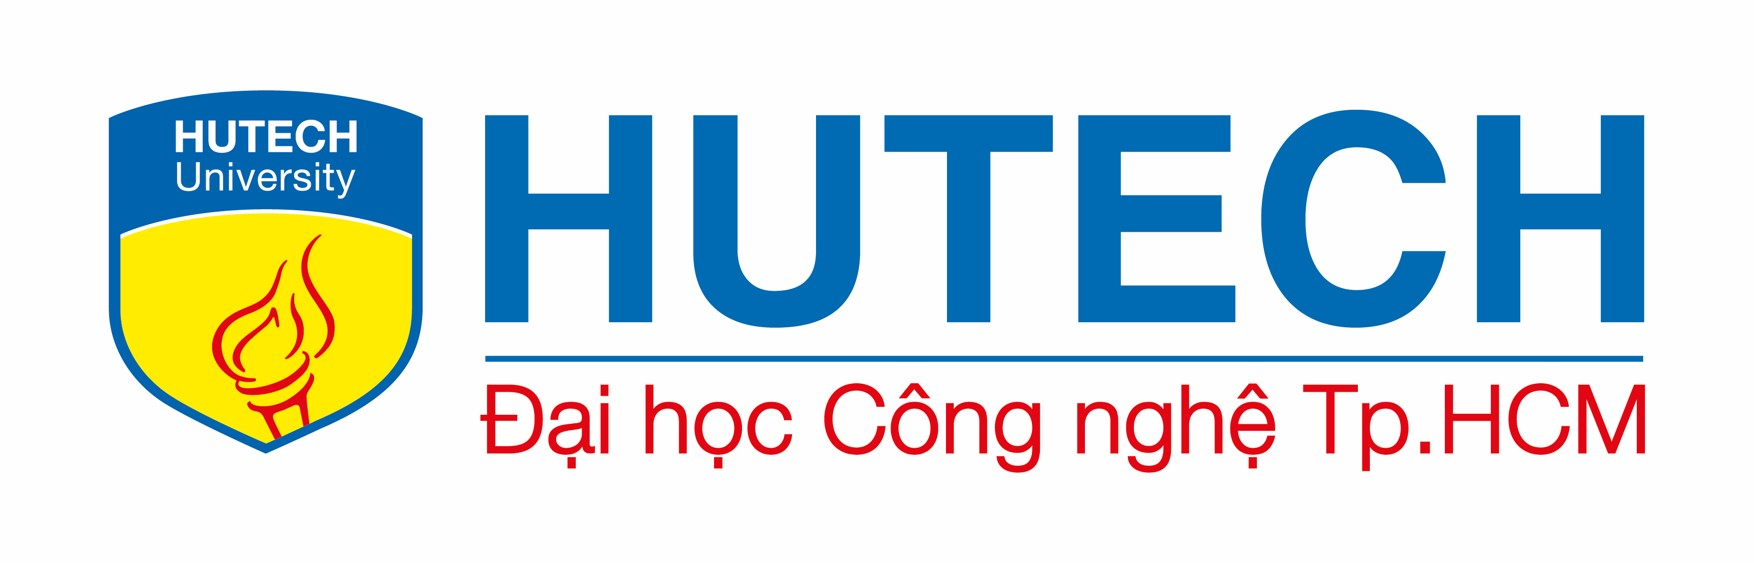 HUTECH
University
HUTECH
Đại học Công nghệ Tp.HCM